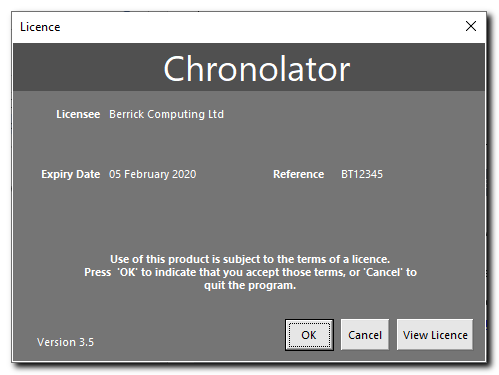 Licence
Chronolator
Licensee Berrick Computing Ltd
Expiry Date 05 February 2020 Reference BT12345
Use of this product is subject to the terms of a licence.
Press 'OK' to indicate that you accept those terms, or 'Cancel' to
quit the program.
OK Cancel View Licence
Version 3.5